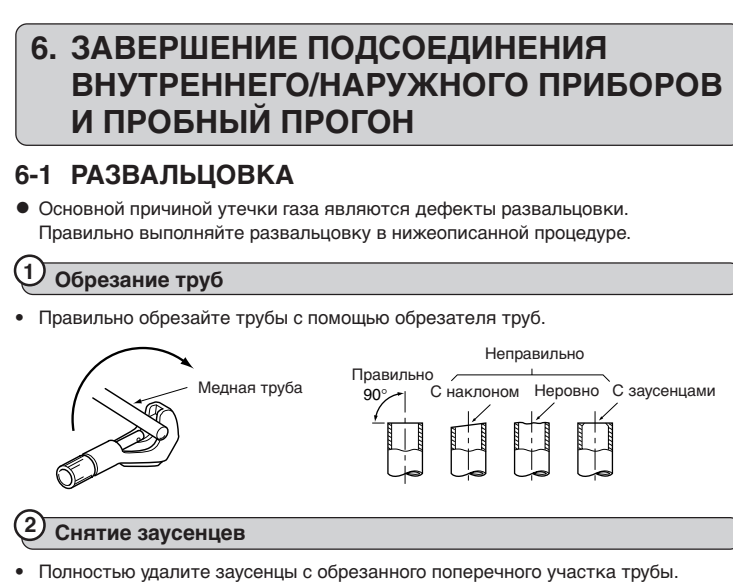 6. ЗАВЕРШЕНИЕ ПОДСОЕДИНЕНИЯ
ВНУТРЕННЕГО/НАРУЖНОГО ПРИБОРОВ
И ПРОБНЫЙ ПРОГОН
6-1 РАЗВАЛЬЦОВКА
● Основной причиной утечки газа являются дефекты развальцовки.
Правильно выполняйте развальцовку в нижеописанной процедуре.
1 Обрезание труб
• Правильно обрезайте трубы с помощью обрезателя труб.
Медная труба
Неправильно
Правильно
90°
С наклоном Неровно С заусенцами
2 Снятие заусенцев
• Полностью удалите заусенцы с обрезанного поперечного участка трубы.